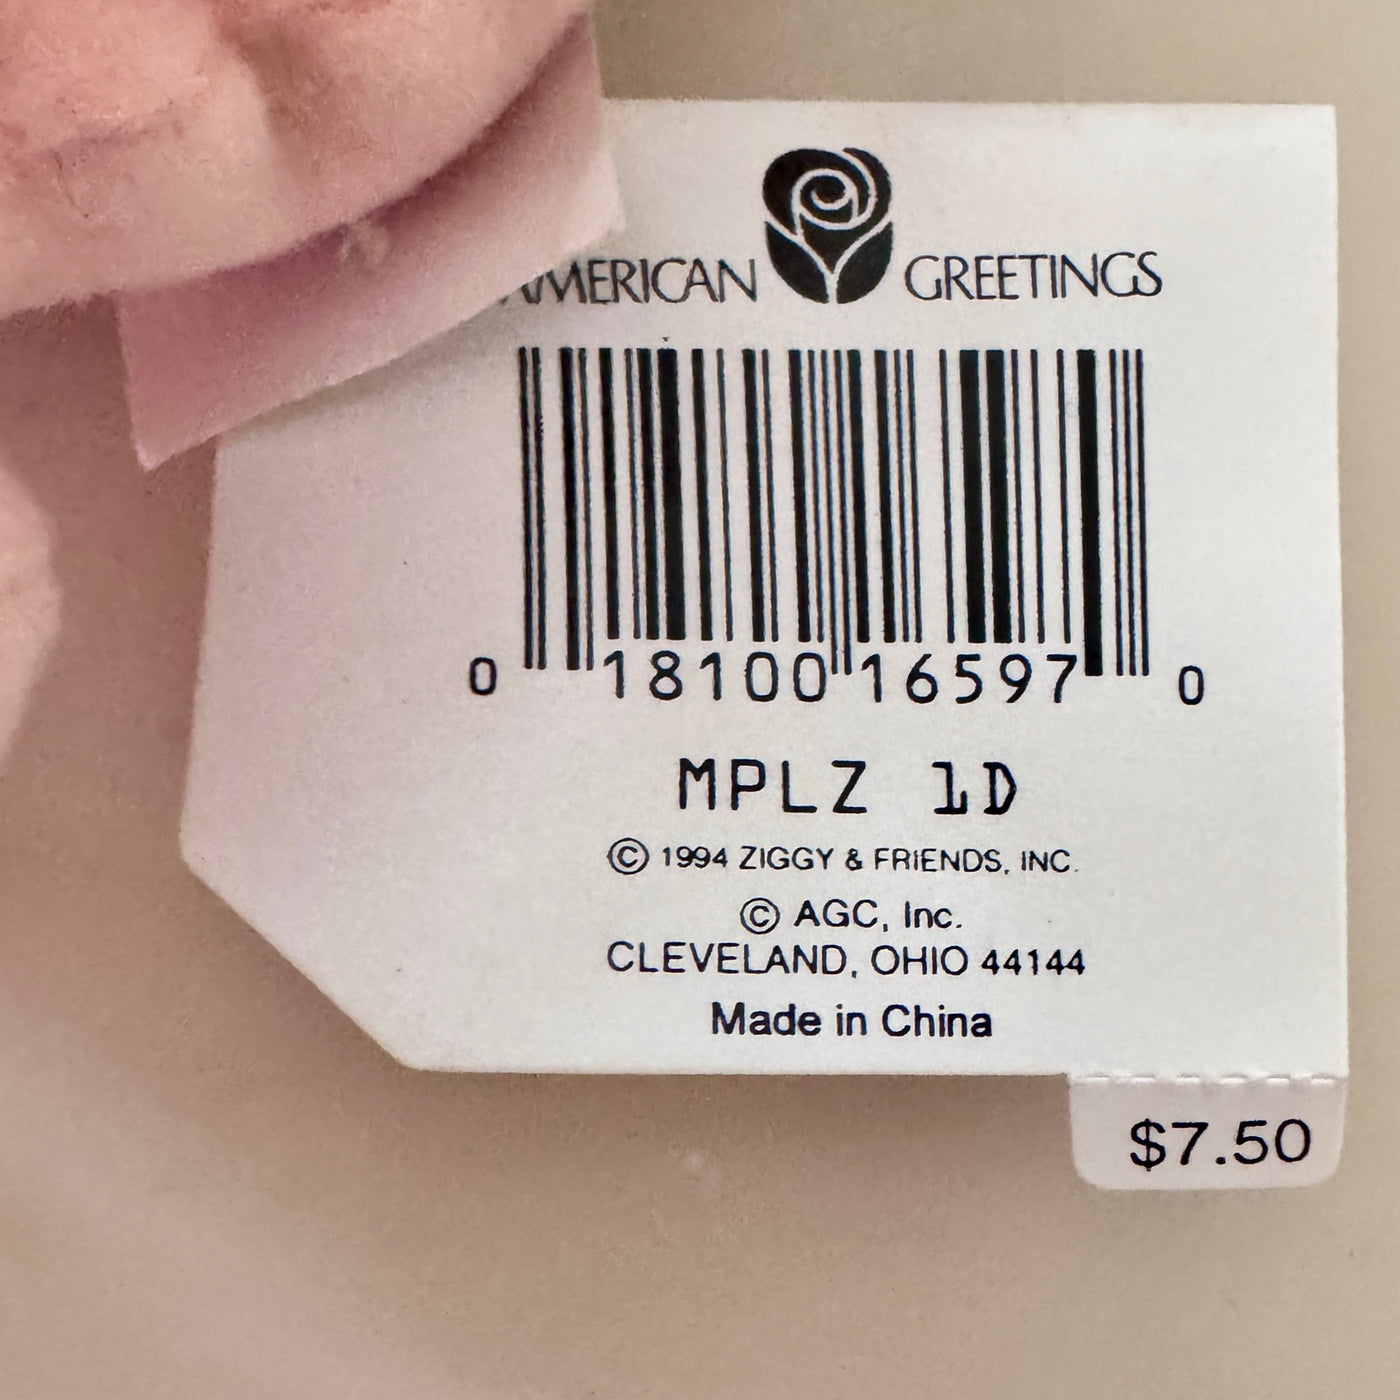 AMERICAN GREETINGS
0 18100 16597 0
MPLZ 1D
© 1994 ZIGGY & FRIENDS, INC.
© AGC, Inc.
CLEVELAND, OHIO 44144
Made in China
$7.50